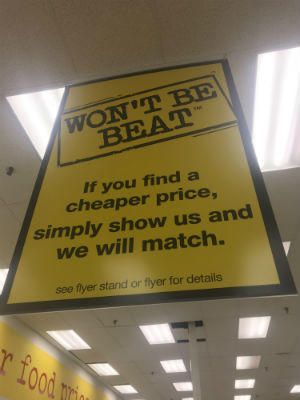 WON'T BE
BEAT™
If you find a
cheaper price,
simply show us and
we will match.
see flyer stand or flyer for details
r food